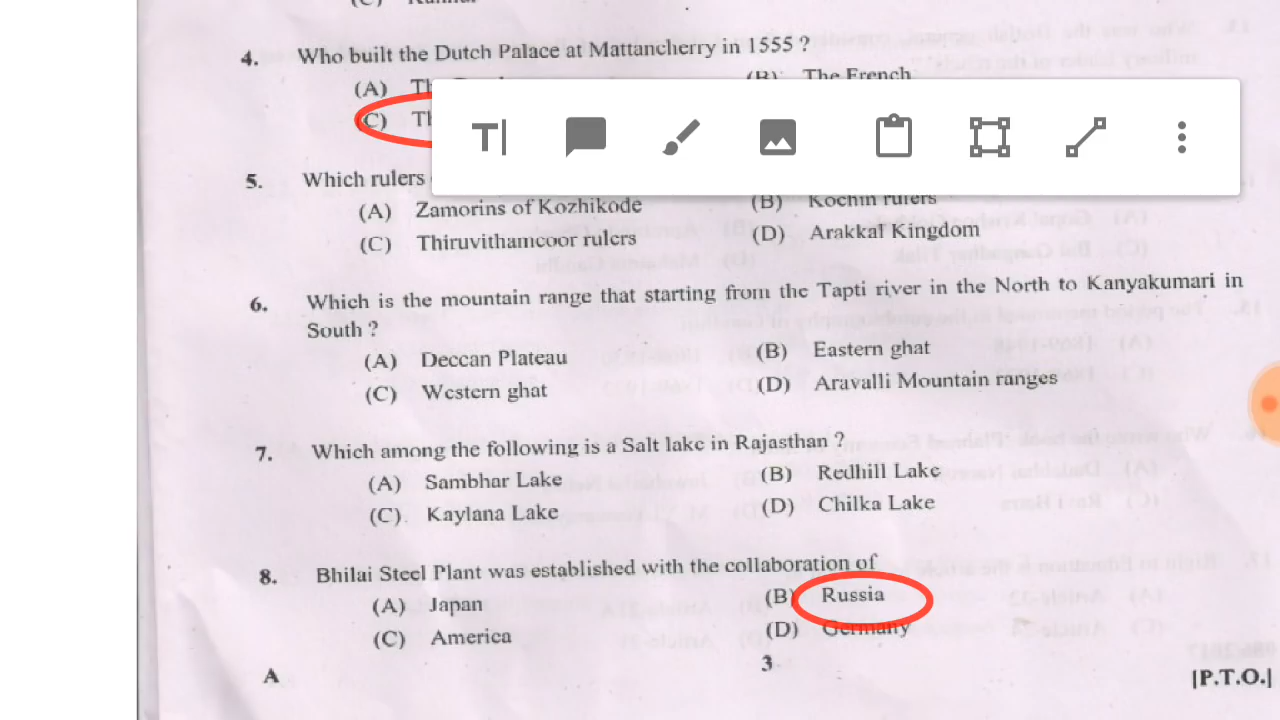 4. Who built the Dutch Palace at Mattancherry in 1555 ?
(A) (B) The French
(C)
5. Which rulers
(A) Zamorins of Kozhikode (B) Kochin rulers
(C) Thiruvithamcoor rulers (D) Arakkal Kingdom
6. Which is the mountain range that starting from the Tapti river in the North to Kanyakumari in
South ?
(A) Deccan Plateau (B) Eastern ghat
(C) Western ghat (D) Aravalli Mountain ranges
7. Which among the following is a Salt lake in Rajasthan ?
(A) Sambhar Lake (B) Redhill Lake
(C). Kaylana Lake (D) Chilka Lake
8. Bhilai Steel Plant was established with the collaboration of
(A) Japan (B) Russia
(C) America (D) Germany
A 3 [P.T.O.]